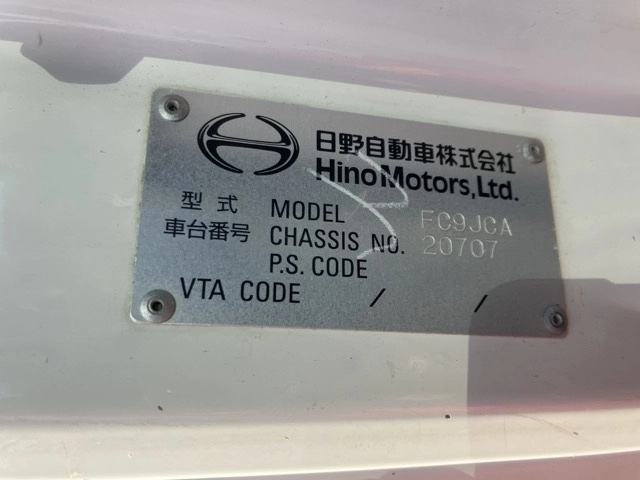 日野自動車株式会社
Hino Motors, Ltd.
型式 MODEL FC9JCA
車台番号 CHASSIS NO. 20707
P.S. CODE
VTA CODE / /